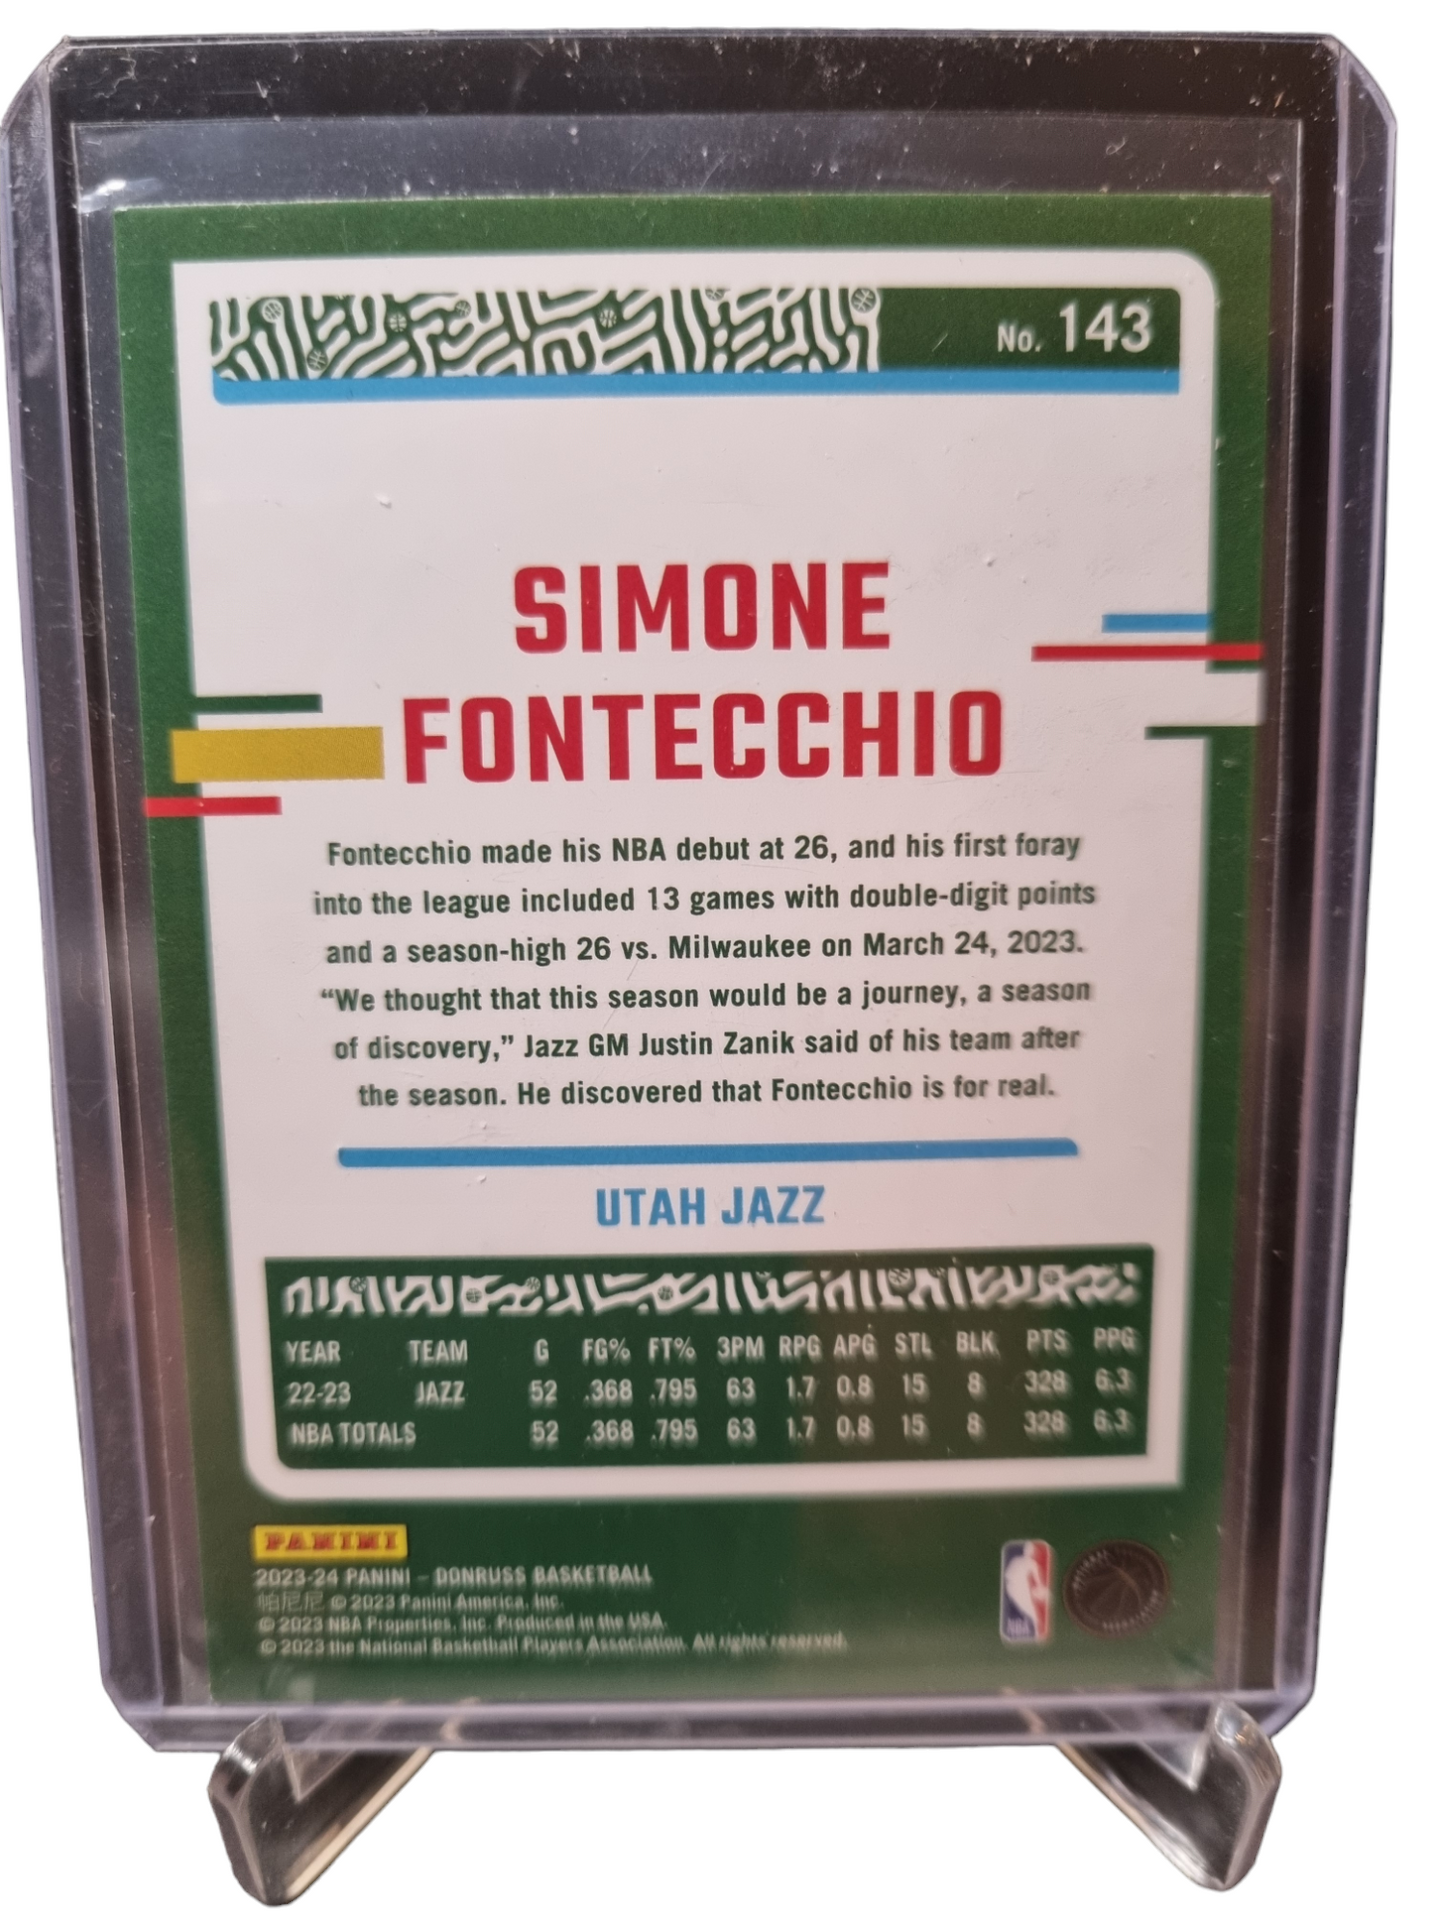 No. 143
SIMONE
FONTECCHIO
Fontecchio made his NBA debut at 26, and his first foray
into the league included 13 games with double-digit points
and a season-high 26 vs. Milwaukee on March 24, 2023.
“We thought that this season would be a journey, a season
of discovery,” Jazz GM Justin Zanik said of his team after
the season. He discovered that Fontecchio is for real.
UTAH JAZZ
YEAR TEAM G FG% FT% 3PM RPG APG STL BLK PTS PPG
22-23 JAZZ 52 .368 .795 63 1.7 0.8 15 8 328 6.3
NBA TOTALS 52 .368 .795 63 1.7 0.8 15 8 328 6.3
PANINI
2023-24 PANINI – DONRUSS BASKETBALL
帕尼尼 © 2023 Panini America, Inc.
© 2023 NBA Properties, Inc. Produced in the USA.
© 2023 the National Basketball Players Association. All rights reserved.
NBA